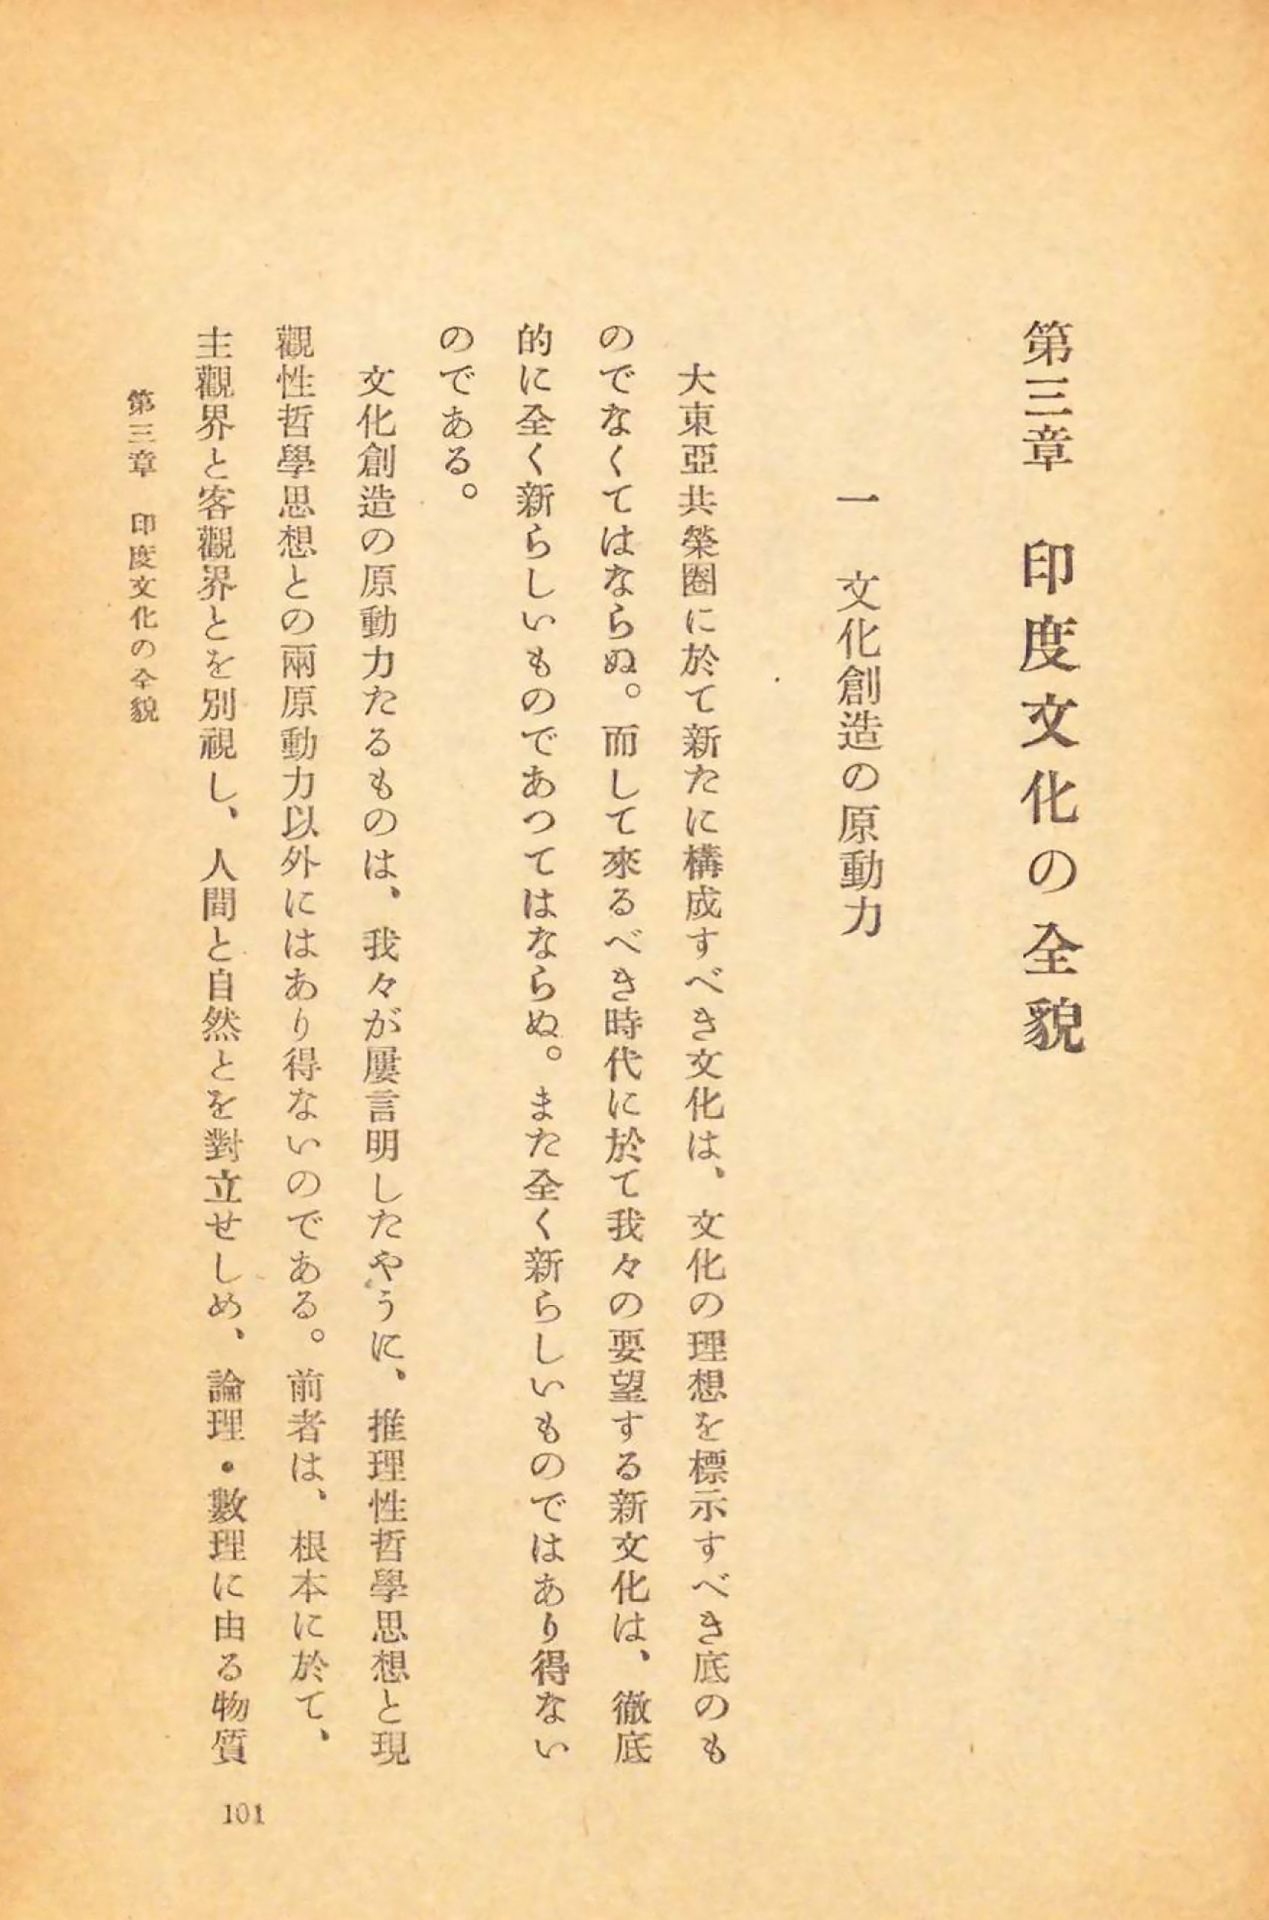 第三章　印度文化の全貌
一　文化創造の原動力
大東亞共榮圈に於て新たに構成すべき文化は、文化の理想を標示すべき底のも
のでなくてはならぬ。而して來るべき時代に於て我々の要望する新文化は、徹底
的に全く新らしいものであつてはならぬ。また全く新らしいものではあり得ない
のである。
文化創造の原動力たるものは、我々が屢言明したやうに、推理性哲學思想と現
觀性哲學思想との兩原動力以外にはあり得ないのである。前者は、根本に於て、
主觀界と客觀界とを別視し、人間と自然とを對立せしめ、論理・數理に由る物質
第三章　印度文化の全貌
101